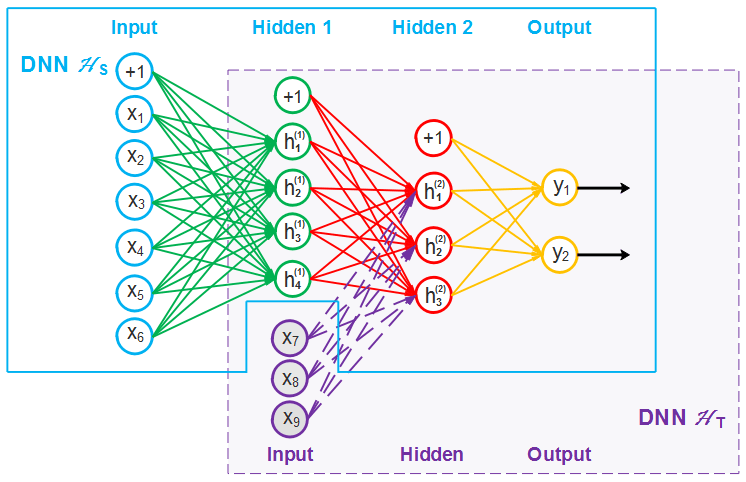 Input Hidden 1 Hidden 2 Output
DNN ℋS
+1
x1
x2
x3
x4
x5
x6
+1
h1(1)
h2(1)
h3(1)
h4(1)
x7
x8
x9
+1
h1(2)
h2(2)
h3(2)
y1
y2
DNN ℋT
Input Hidden Output